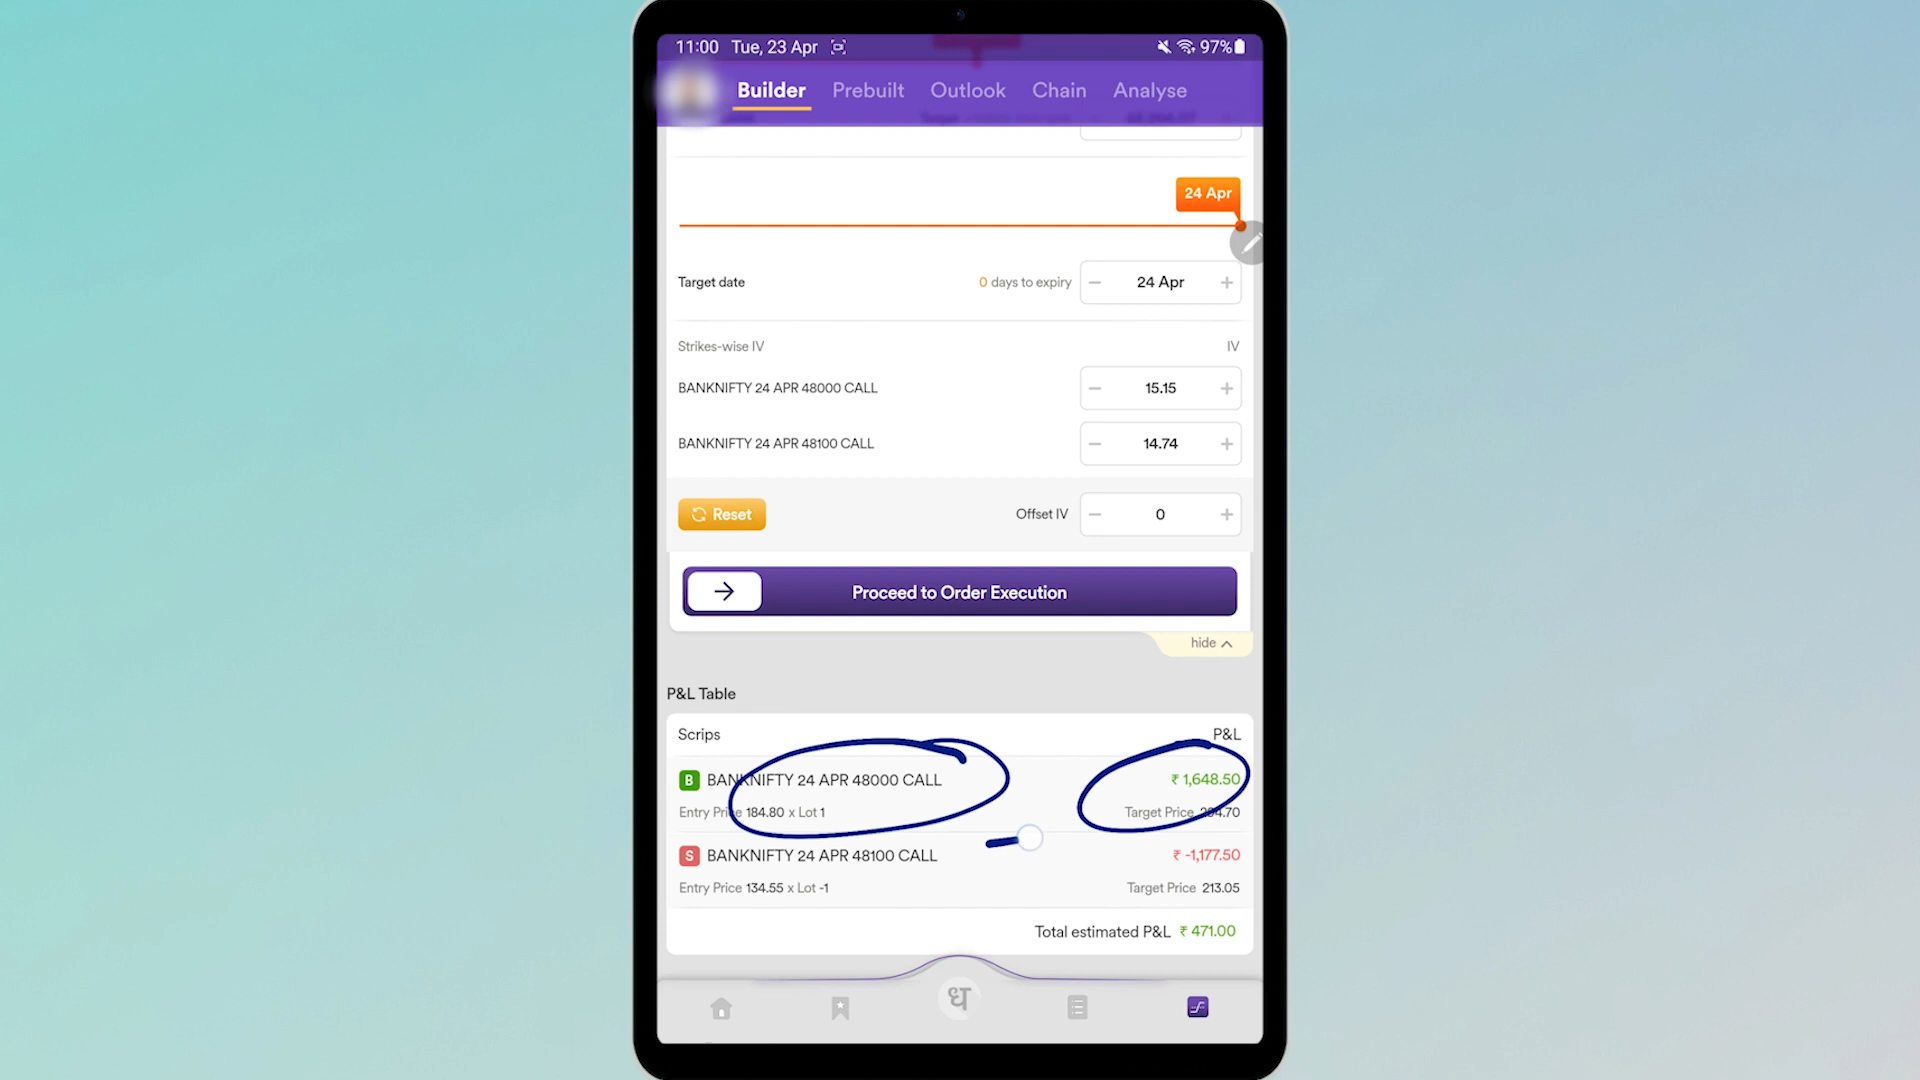 11:00 Tue, 23 Apr 97%
Builder Prebuilt Outlook Chain Analyse
24 Apr
Target date 0 days to expiry − 24 Apr +
Strikes-wise IV IV
BANKNIFTY 24 APR 48000 CALL − 15.15 +
BANKNIFTY 24 APR 48100 CALL − 14.74 +
Reset Offset IV − 0 +
Proceed to Order Execution
hide
P&L Table
Scrips P&L
B BANKNIFTY 24 APR 48000 CALL ₹ 1,648.50
Entry Price 184.80 x Lot 1 Target Price 294.70
S BANKNIFTY 24 APR 48100 CALL ₹ -1,177.50
Entry Price 134.55 x Lot -1 Target Price 213.05
Total estimated P&L ₹ 471.00
ध